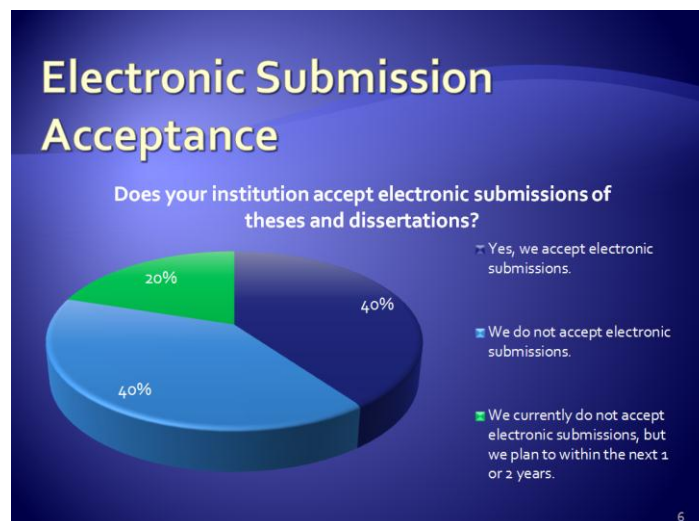 Electronic Submission
Acceptance
Does your institution accept electronic submissions of
theses and dissertations?
20%
40%
40%
Yes, we accept electronic
submissions.
We do not accept electronic
submissions.
We currently do not accept
electronic submissions, but
we plan to within the next 1
or 2 years.
6